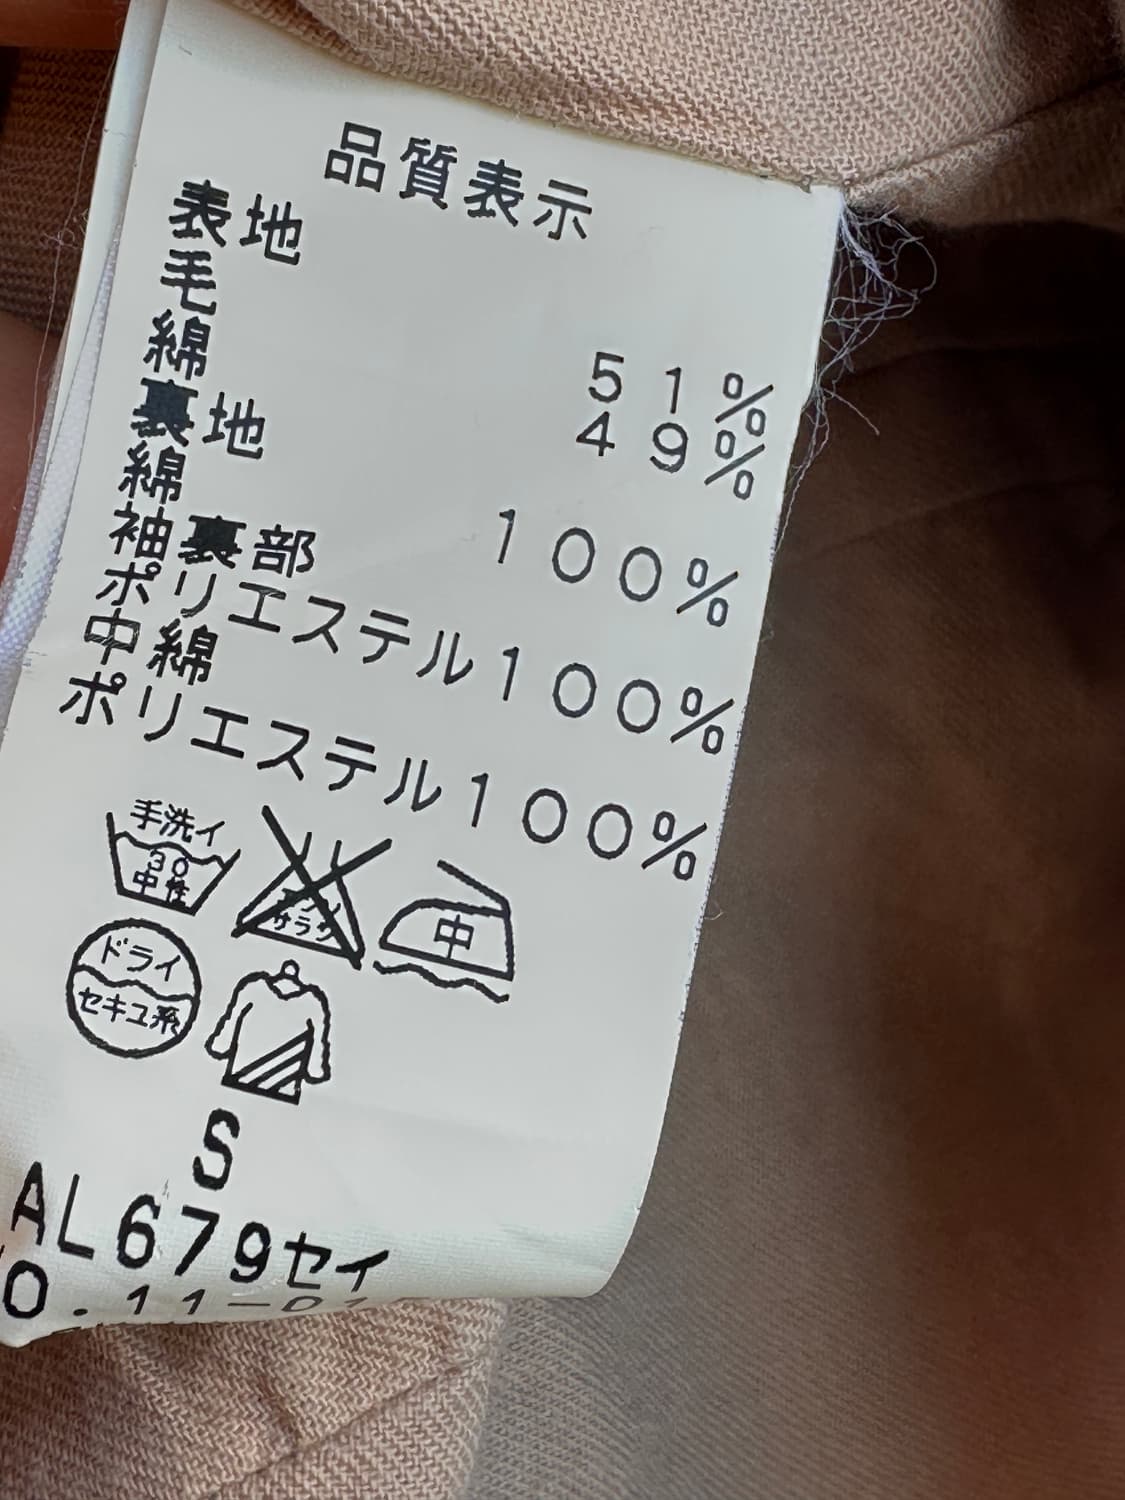 品質表示
表地
毛 51%
綿 49%
裏地
綿 100%
袖裏部
ポリエステル100%
中綿
ポリエステル100%
手洗イ
30
中性
サラシ
中
ドライ
セキユ系
S
AL679セイ